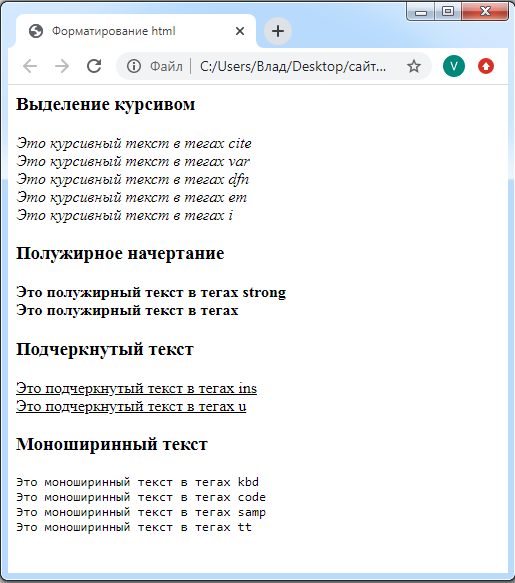 Форматирование html
Файл
C:/Users/Влад/Desktop/сайт...
V
Выделение курсивом
Это курсивный текст в тегах cite
Это курсивный текст в тегах var
Это курсивный текст в тегах dfn
Это курсивный текст в тегах em
Это курсивный текст в тегах i
Полужирное начертание
Это полужирный текст в тегах strong
Это полужирный текст в тегах
Подчеркнутый текст
Это подчеркнутый текст в тегах ins
Это подчеркнутый текст в тегах u
Моноширинный текст
Это моноширинный текст в тегах kbd
Это моноширинный текст в тегах code
Это моноширинный текст в тегах samp
Это моноширинный текст в тегах tt